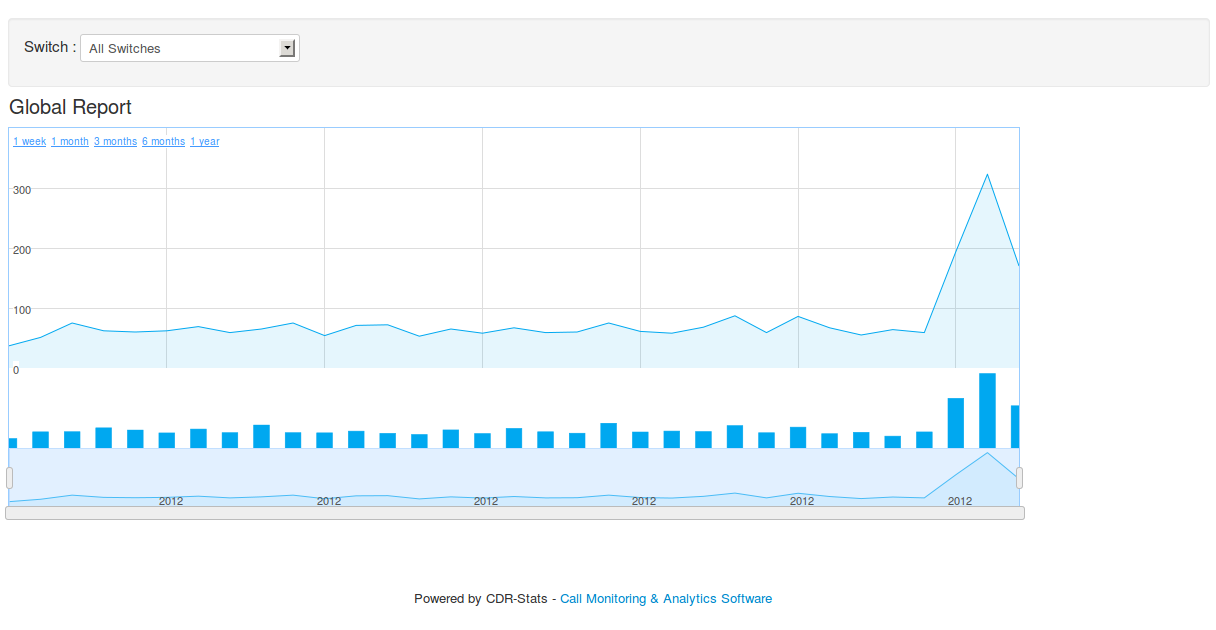 Switch : All Switches
Global Report
1 week 1 month 3 months 6 months 1 year
300
200
100
0
2012 2012 2012 2012 2012 2012
Powered by CDR-Stats - Call Monitoring & Analytics Software